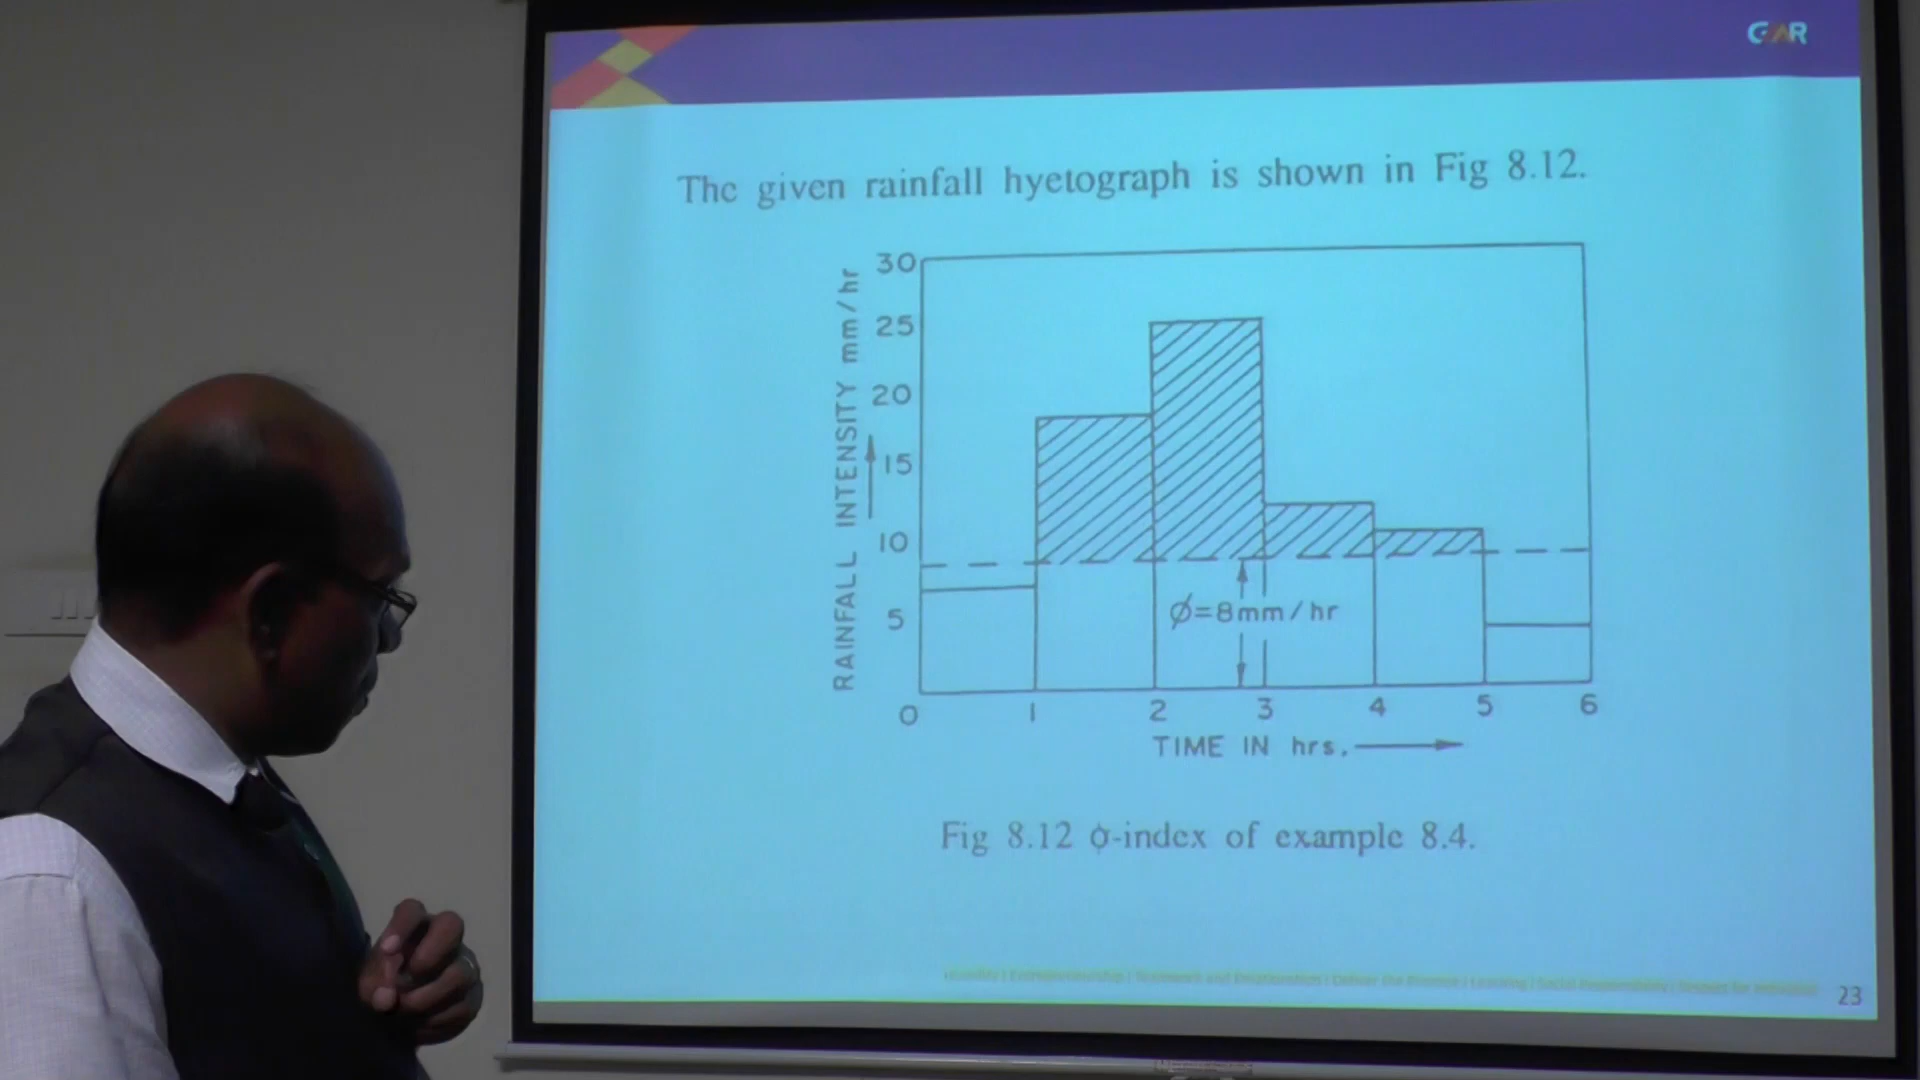 GAR
The given rainfall hyetograph is shown in Fig 8.12.
RAINFALL INTENSITY mm/hr
30
25
20
15
10
5
0
φ=8mm/hr
1 2 3 4 5 6
TIME IN hrs.
Fig 8.12 φ-index of example 8.4.
23